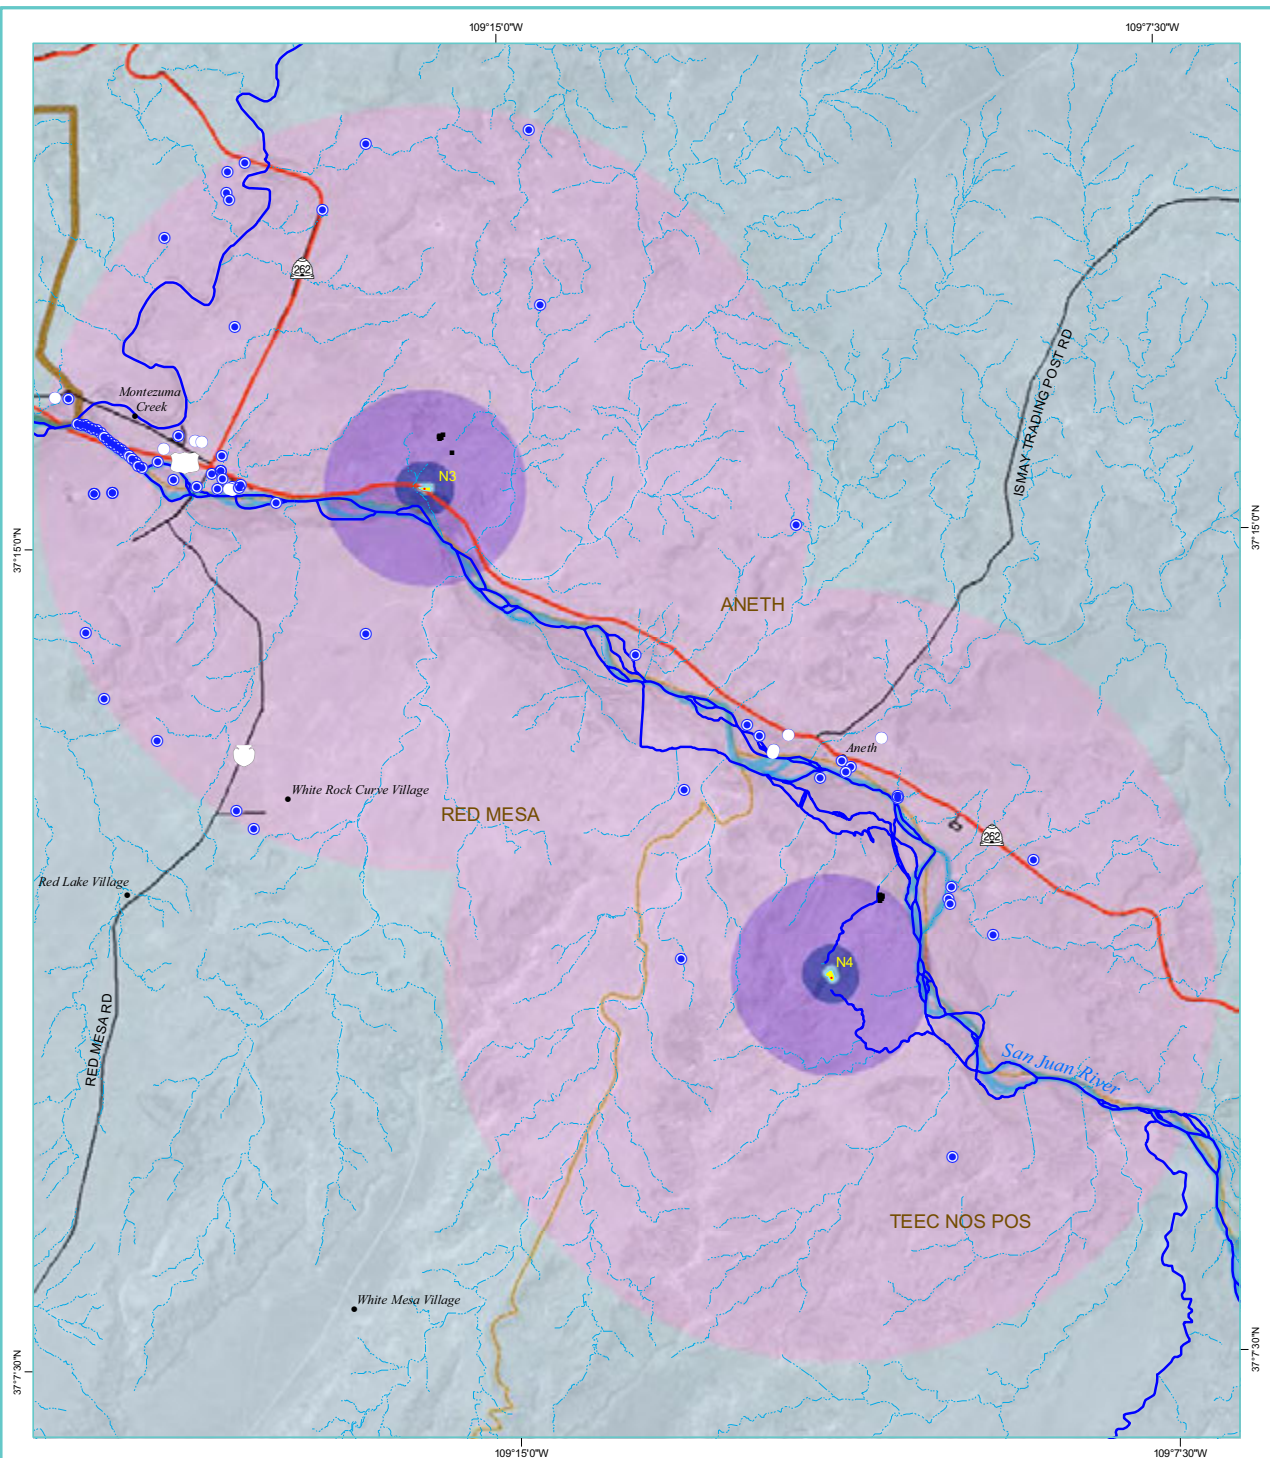 109°15'0"W
109°7'30"W
262
Montezuma
Creek
ISMAY TRADING POST RD
N3
37°15'0"N
37°15'0"N
ANETH
Aneth
White Rock Curve Village
RED MESA
262
Red Lake Village
N4
RED MESA RD
San Juan River
TEEC NOS POS
White Mesa Village
37°7'30"N
37°7'30"N
109°15'0"W
109°7'30"W